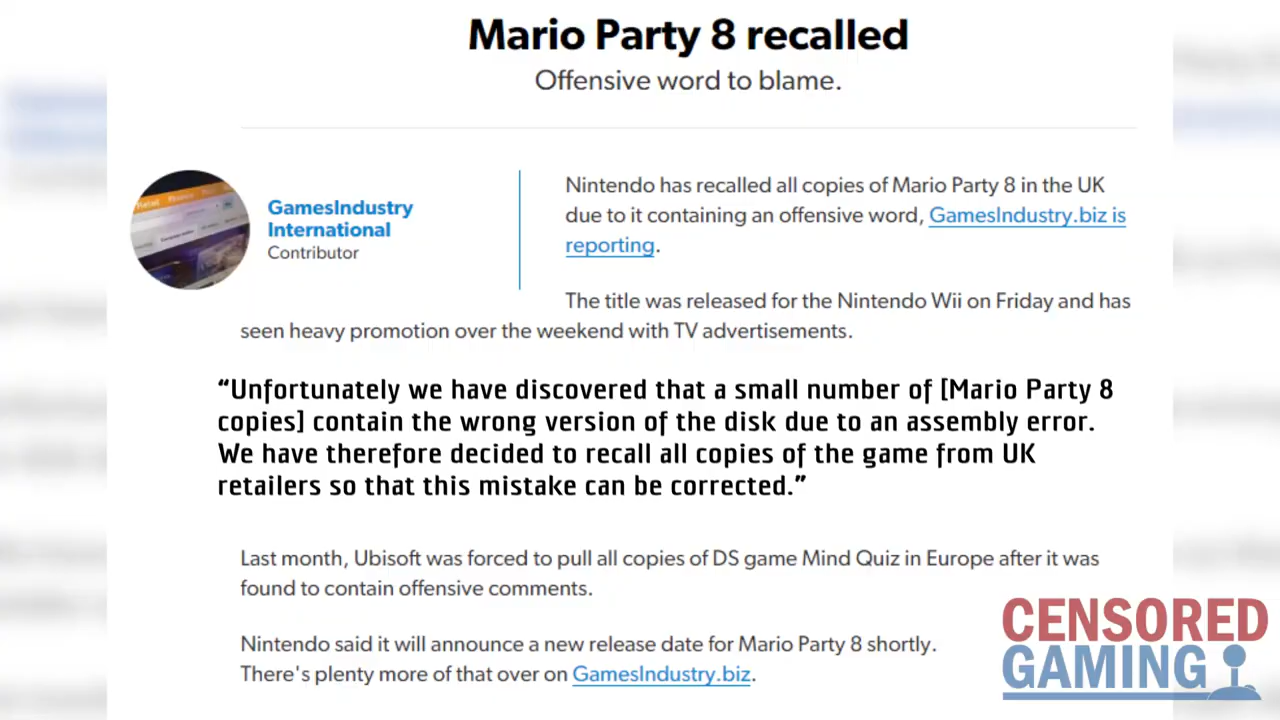 Mario Party 8 recalled
Offensive word to blame.
GamesIndustry
International
Contributor
Nintendo has recalled all copies of Mario Party 8 in the UK
due to it containing an offensive word, GamesIndustry.biz is
reporting.
The title was released for the Nintendo Wii on Friday and has
seen heavy promotion over the weekend with TV advertisements.
“Unfortunately we have discovered that a small number of [Mario Party 8
copies] contain the wrong version of the disk due to an assembly error.
We have therefore decided to recall all copies of the game from UK
retailers so that this mistake can be corrected.”
Last month, Ubisoft was forced to pull all copies of DS game Mind Quiz in Europe after it was
found to contain offensive comments.
Nintendo said it will announce a new release date for Mario Party 8 shortly.
There's plenty more of that over on GamesIndustry.biz.
CENSORED
GAMING